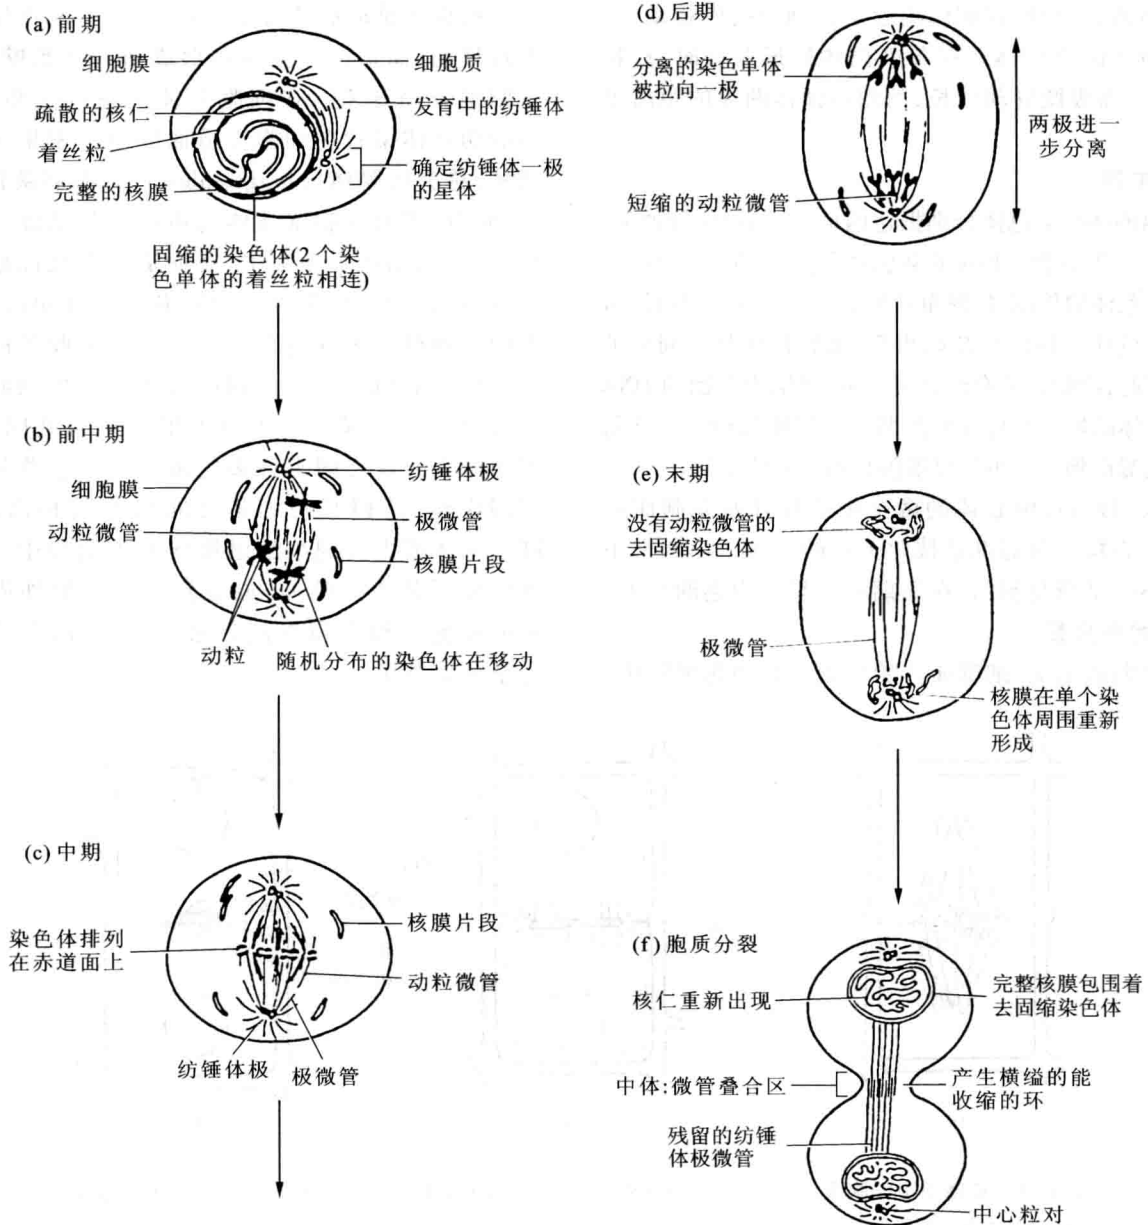 (a) 前期
细胞膜
细胞质
疏散的核仁
发育中的纺锤体
着丝粒
确定纺锤体一极
的星体
完整的核膜
固缩的染色体(2 个染
色单体的着丝粒相连)
(b) 前中期
纺锤体极
细胞膜
极微管
动粒微管
核膜片段
动粒
随机分布的染色体在移动
(c) 中期
核膜片段
染色体排列
在赤道面上
动粒微管
纺锤体极
极微管
(d) 后期
分离的染色单体
被拉向一极
两极进一
步分离
短缩的动粒微管
(e) 末期
没有动粒微管的
去固缩染色体
极微管
核膜在单个染
色体周围重新
形成
(f) 胞质分裂
核仁重新出现
完整核膜包围着
去固缩染色体
中体:微管叠合区
产生横缢的能
收缩的环
残留的纺锤
体极微管
中心粒对